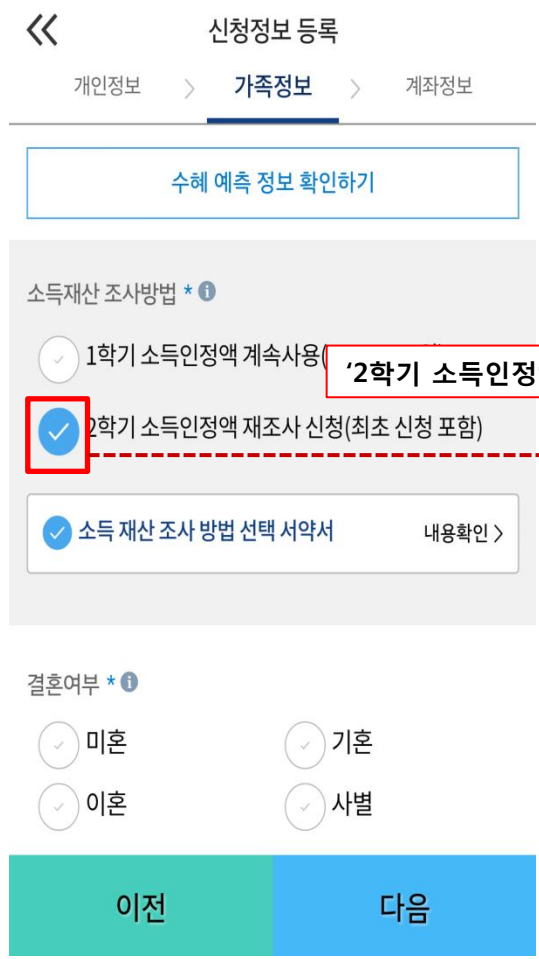 신청정보 등록
개인정보 > 가족정보 > 계좌정보
수혜 예측 정보 확인하기
소득재산 조사방법 *
1학기 소득인정액 계속사용(
'2학기 소득인정
2학기 소득인정액 재조사 신청(최초 신청 포함)
소득 재산 조사 방법 선택 서약서 내용확인 >
결혼여부 *
미혼 기혼
이혼 사별
이전 다음